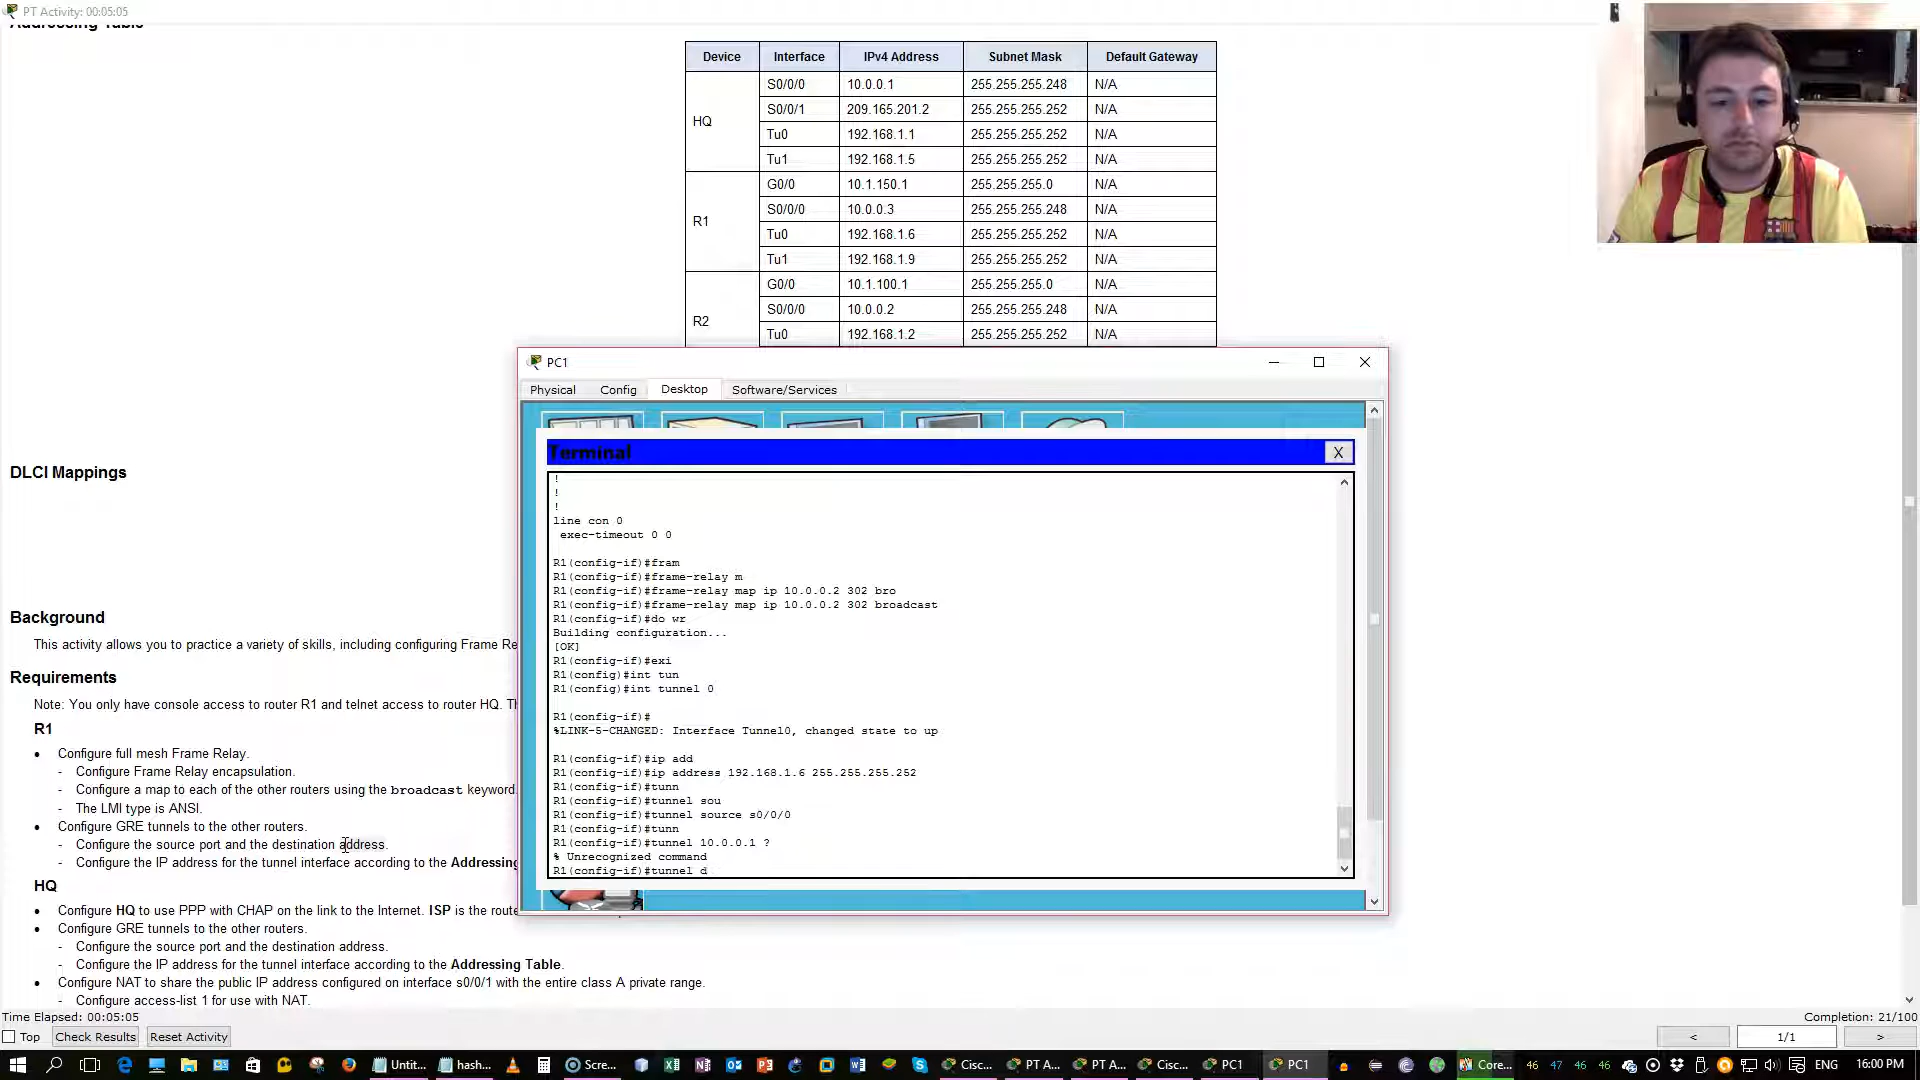 PT Activity: 00:05:05
Addressing Table
Device Interface IPv4 Address Subnet Mask Default Gateway
HQ
S0/0/0 10.0.0.1 255.255.255.248 N/A
S0/0/1 209.165.201.2 255.255.255.252 N/A
Tu0 192.168.1.1 255.255.255.252 N/A
Tu1 192.168.1.5 255.255.255.252 N/A
R1
G0/0 10.1.150.1 255.255.255.0 N/A
S0/0/0 10.0.0.3 255.255.255.248 N/A
Tu0 192.168.1.6 255.255.255.252 N/A
Tu1 192.168.1.9 255.255.255.252 N/A
R2
G0/0 10.1.100.1 255.255.255.0 N/A
S0/0/0 10.0.0.2 255.255.255.248 N/A
Tu0 192.168.1.2 255.255.255.252 N/A
PC1
Physical Config Desktop Software/Services
Terminal
X
!
!
!
line con 0
exec-timeout 0 0
R1(config-if)#fram
R1(config-if)#frame-relay m
R1(config-if)#frame-relay map ip 10.0.0.2 302 bro
R1(config-if)#frame-relay map ip 10.0.0.2 302 broadcast
R1(config-if)#do wr
Building configuration...
[OK]
R1(config-if)#exi
R1(config)#int tun
R1(config)#int tunnel 0
R1(config-if)#
%LINK-5-CHANGED: Interface Tunnel0, changed state to up
R1(config-if)#ip add
R1(config-if)#ip address 192.168.1.6 255.255.255.252
R1(config-if)#tunn
R1(config-if)#tunnel sou
R1(config-if)#tunnel source s0/0/0
R1(config-if)#tunn
R1(config-if)#tunnel 10.0.0.1 ?
% Unrecognized command
R1(config-if)#tunnel d
DLCI Mappings
Background
This activity allows you to practice a variety of skills, including configuring Frame Re
Requirements
Note: You only have console access to router R1 and telnet access to router HQ. Th
R1
• Configure full mesh Frame Relay.
- Configure Frame Relay encapsulation.
- Configure a map to each of the other routers using the broadcast keyword.
- The LMI type is ANSI.
• Configure GRE tunnels to the other routers.
- Configure the source port and the destination address.
- Configure the IP address for the tunnel interface according to the Addressing
HQ
• Configure HQ to use PPP with CHAP on the link to the Internet. ISP is the route
• Configure GRE tunnels to the other routers.
- Configure the source port and the destination address.
- Configure the IP address for the tunnel interface according to the Addressing Table.
• Configure NAT to share the public IP address configured on interface s0/0/1 with the entire class A private range.
- Configure access-list 1 for use with NAT.
Time Elapsed: 00:05:05 Completion: 21/100
Top Check Results Reset Activity < 1/1 >
Untit... hash... Scre... Cisc... PT A... PT A... Cisc... PC1 PC1 Core... 46 47 46 46 ENG 16:00 PM